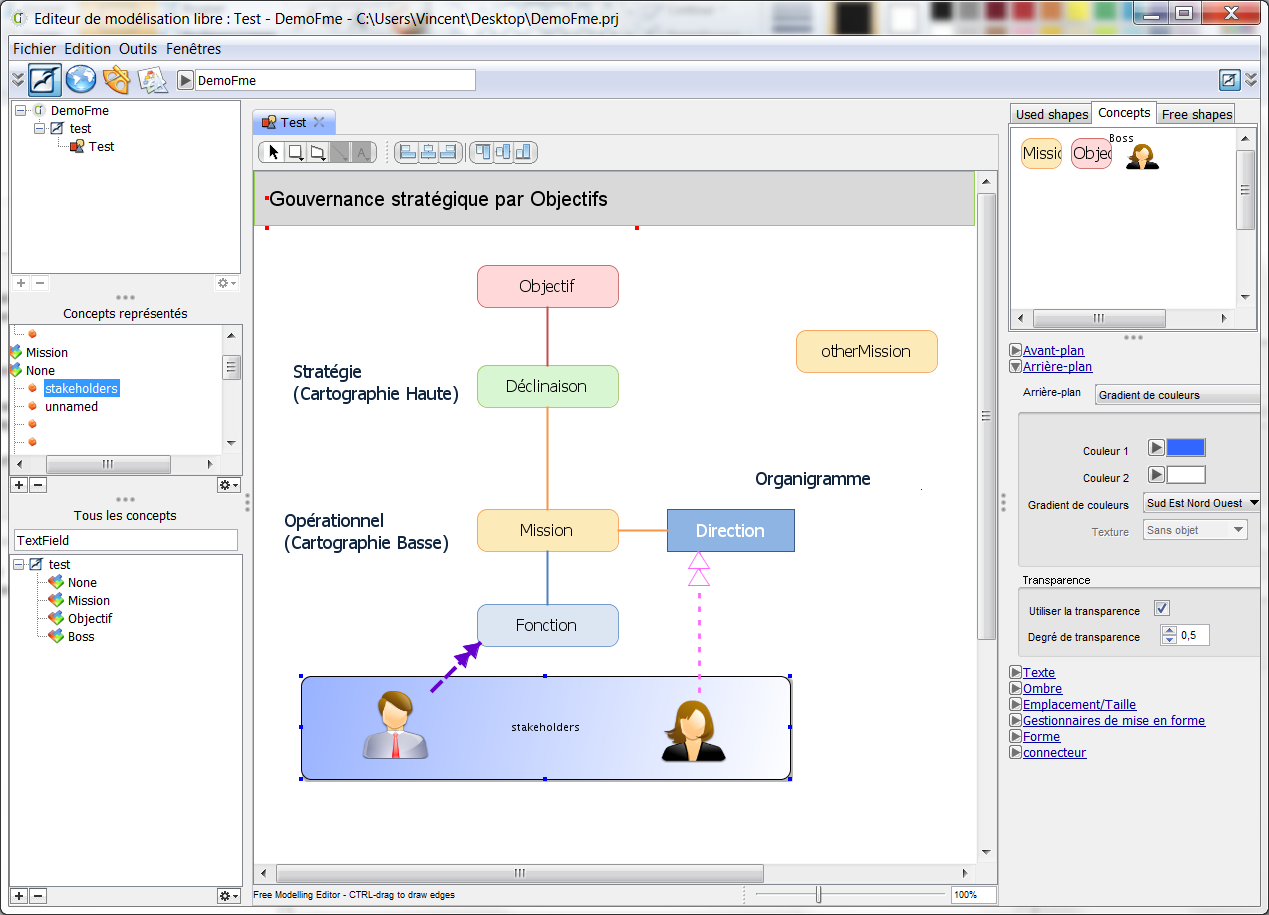 Editeur de modélisation libre : Test - DemoFme - C:\Users\Vincent\Desktop\DemoFme.prj
Fichier Edition Outils Fenêtres
DemoFme
DemoFme
test
Test
Concepts représentés
Mission
None
stakeholders
unnamed
Tous les concepts
TextField
test
None
Mission
Objectif
Boss
Test
Gouvernance stratégique par Objectifs
Objectif
otherMission
Stratégie
(Cartographie Haute)
Déclinaison
Organigramme
Opérationnel
(Cartographie Basse)
Mission
Direction
Fonction
stakeholders
Free Modelling Editor - CTRL-drag to draw edges
100%
Used shapes Concepts Free shapes
Missic
Objec
Boss
Avant-plan
Arrière-plan
Arrière-plan Gradient de couleurs
Couleur 1
Couleur 2
Gradient de couleurs Sud Est Nord Ouest
Texture Sans objet
Transparence
Utiliser la transparence
Degré de transparence 0,5
Texte
Ombre
Emplacement/Taille
Gestionnaires de mise en forme
Forme
connecteur